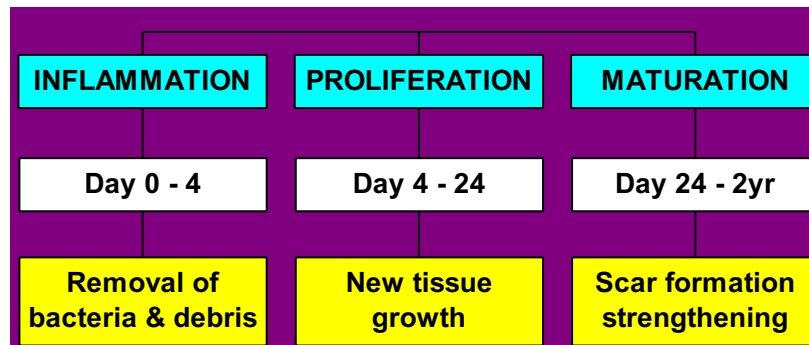 INFLAMMATION
PROLIFERATION
MATURATION
Day 0 - 4
Day 4 - 24
Day 24 - 2yr
Removal of
bacteria & debris
New tissue
growth
Scar formation
strengthening